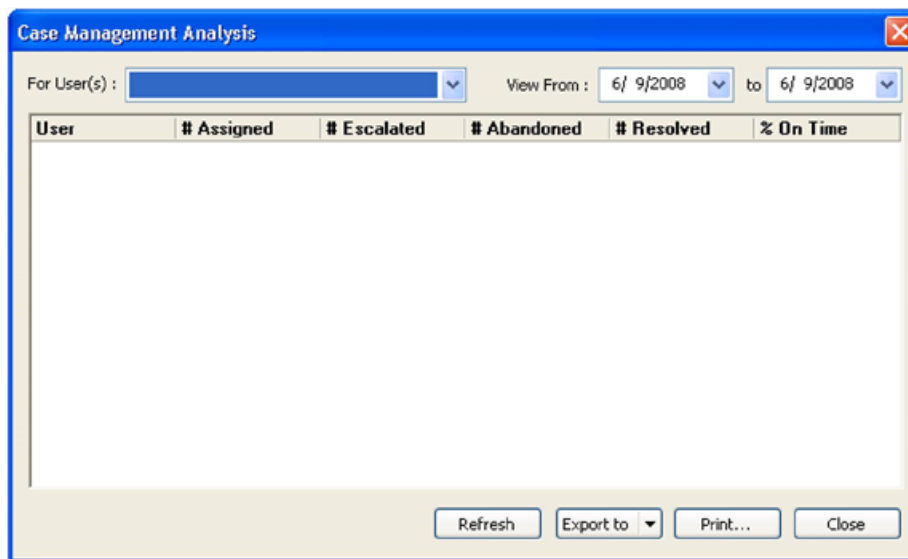 Case Management Analysis
For User(s) : View From : 6/ 9/2008 to 6/ 9/2008
User # Assigned # Escalated # Abandoned # Resolved % On Time
Refresh Export to Print... Close